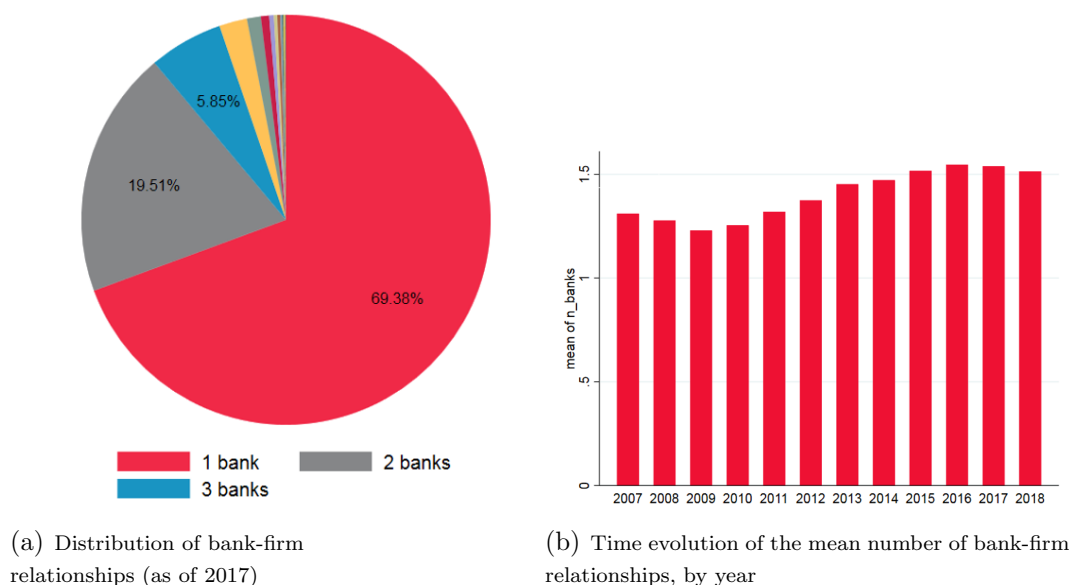 5.85%
19.51%
69.38%
1 bank
2 banks
3 banks
(a) Distribution of bank-firm
relationships (as of 2017)
mean of n_banks
1.5
1
.5
0
2007 2008 2009 2010 2011 2012 2013 2014 2015 2016 2017 2018
(b) Time evolution of the mean number of bank-firm
relationships, by year